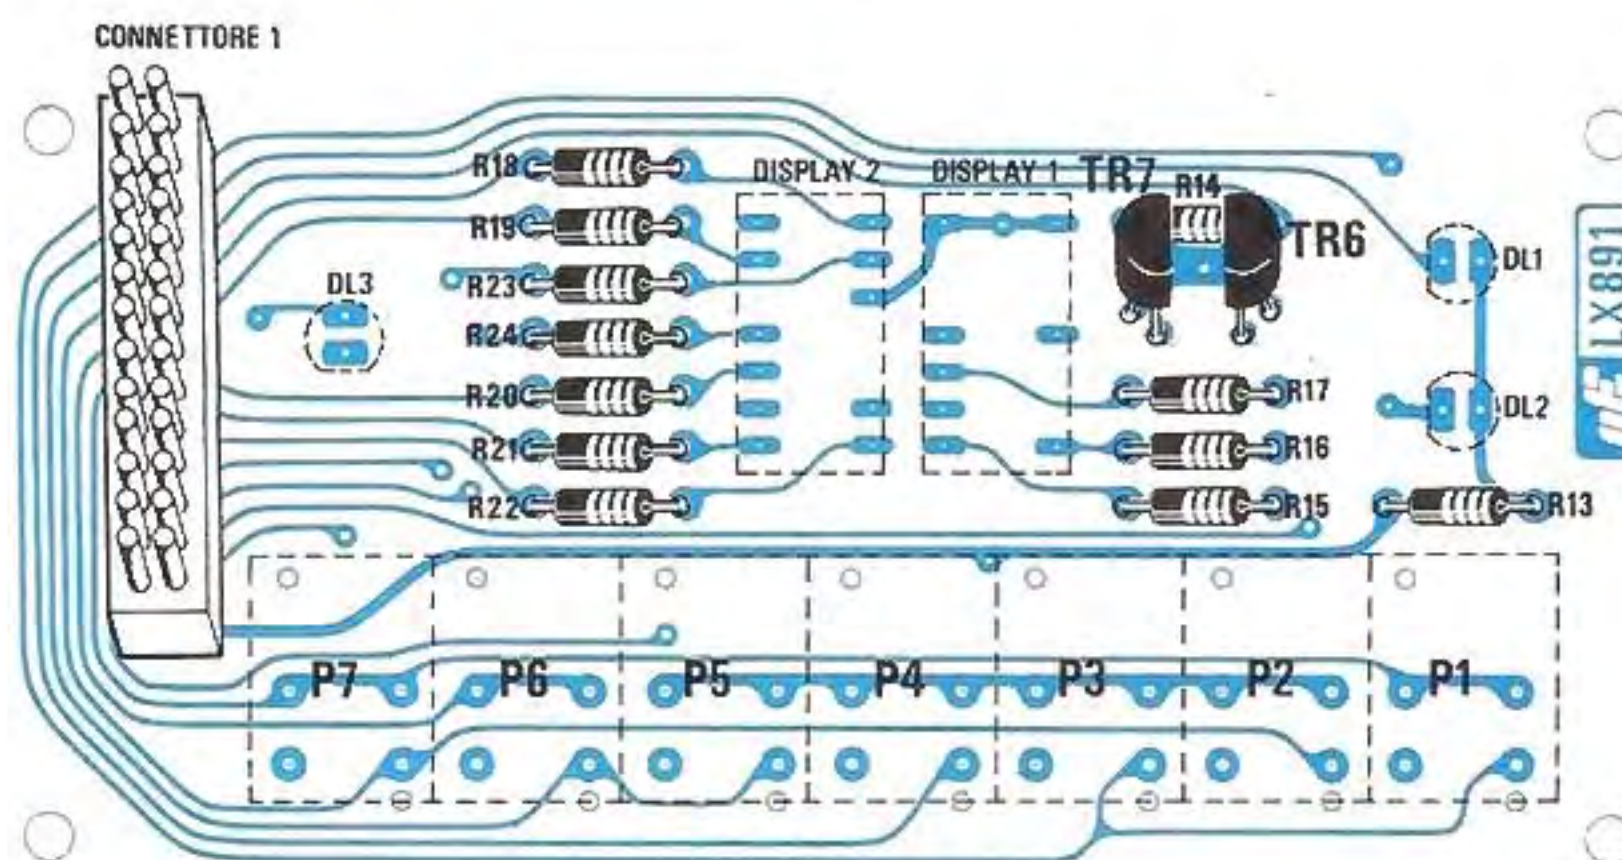 CONNETTORE 1
R18
DISPLAY 2
DISPLAY 1
TR7
R14
R19
TR6
DL1
LX891
R23
DL3
R24
R20
R17
DL2
R21
R16
R22
R15
R13
P7
P6
P5
P4
P3
P2
P1